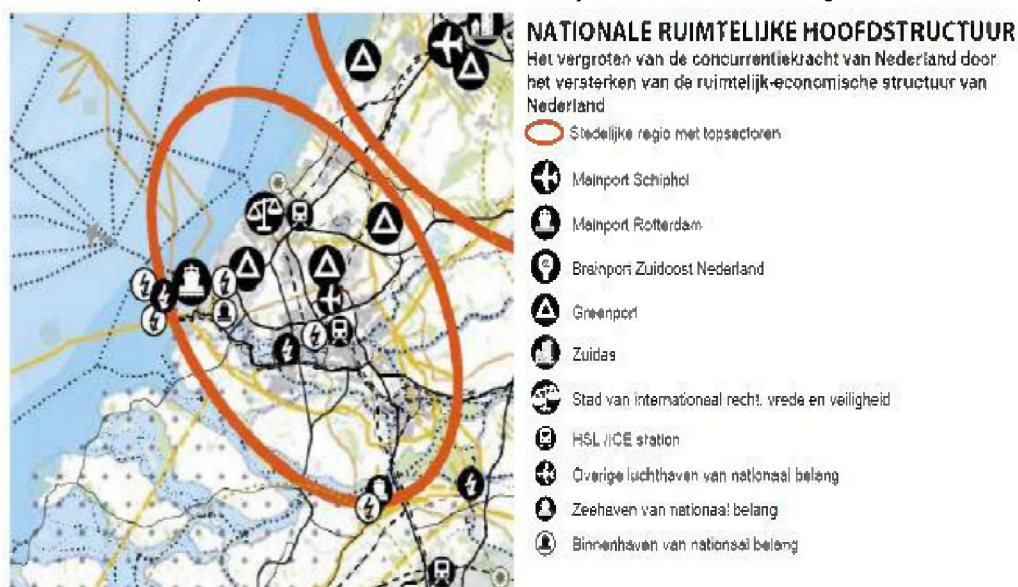 NATIONALE RUIMTELIJKE HOOFDSTRUCTUUR
Het vergroten van de concurrentiekracht van Nederland door
het versterken van de ruimtelijk-economische structuur van
Nederland
Stedelijke regio met topsectoren
Mainport Schiphol
Mainport Rotterdam
Brainport Zuidoost Nederland
Greenport
Zuidas
Stad van internationaal recht, vrede en veiligheid
HSL /ICE station
Overige luchthaven van nationaal belang
Zeehaven van nationaal belang
Binnenhaven van nationaal belang